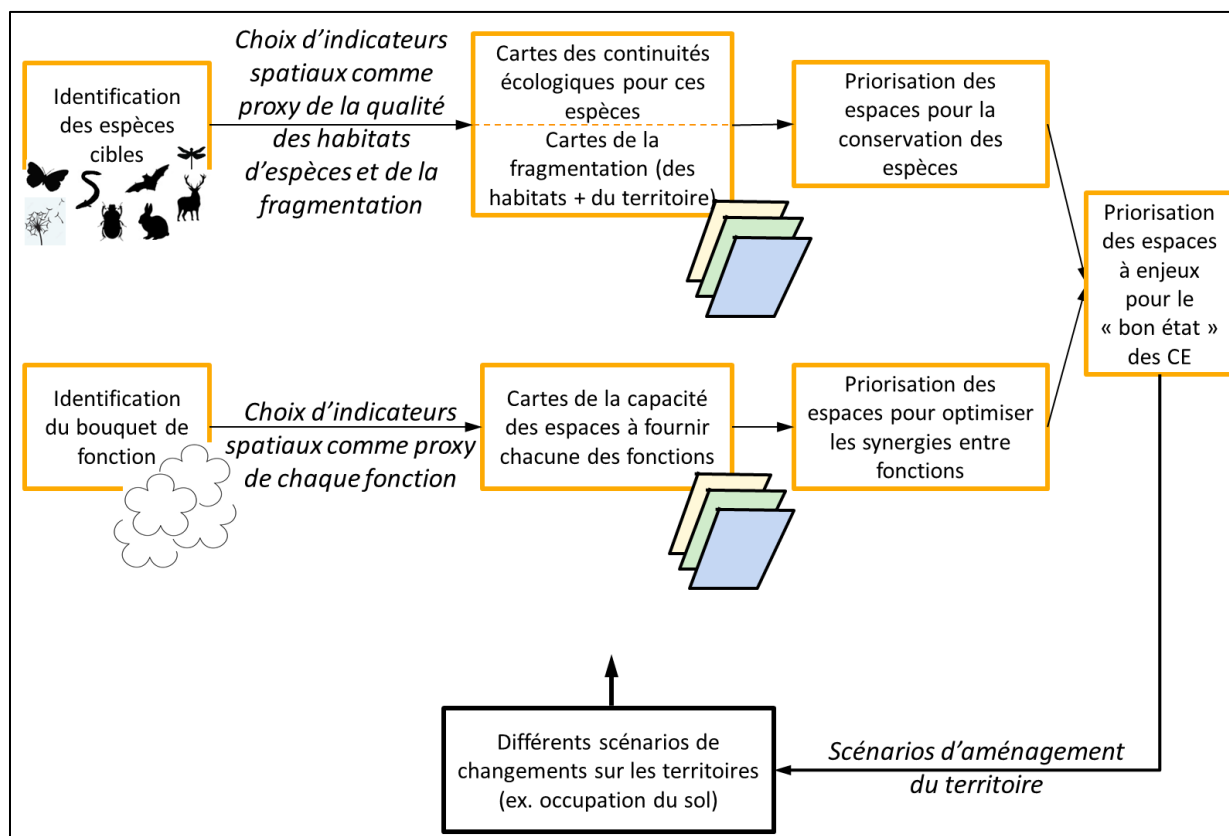 Identification
des espèces
cibles
Choix d’indicateurs
spatiaux comme
proxy de la qualité
des habitats
d’espèces et de la
fragmentation
Cartes des continuités
écologiques pour ces
espèces
Cartes de la
fragmentation (des
habitats + du territoire)
Priorisation des
espaces pour la
conservation des
espèces
Priorisation
des espaces
à enjeux
pour le
« bon état »
des CE
Identification
du bouquet de
fonction
Choix d’indicateurs
spatiaux comme proxy
de chaque fonction
Cartes de la capacité
des espaces à fournir
chacune des fonctions
Priorisation des
espaces pour optimiser
les synergies entre
fonctions
Différents scénarios de
changements sur les territoires
(ex. occupation du sol)
Scénarios d’aménagement
du territoire